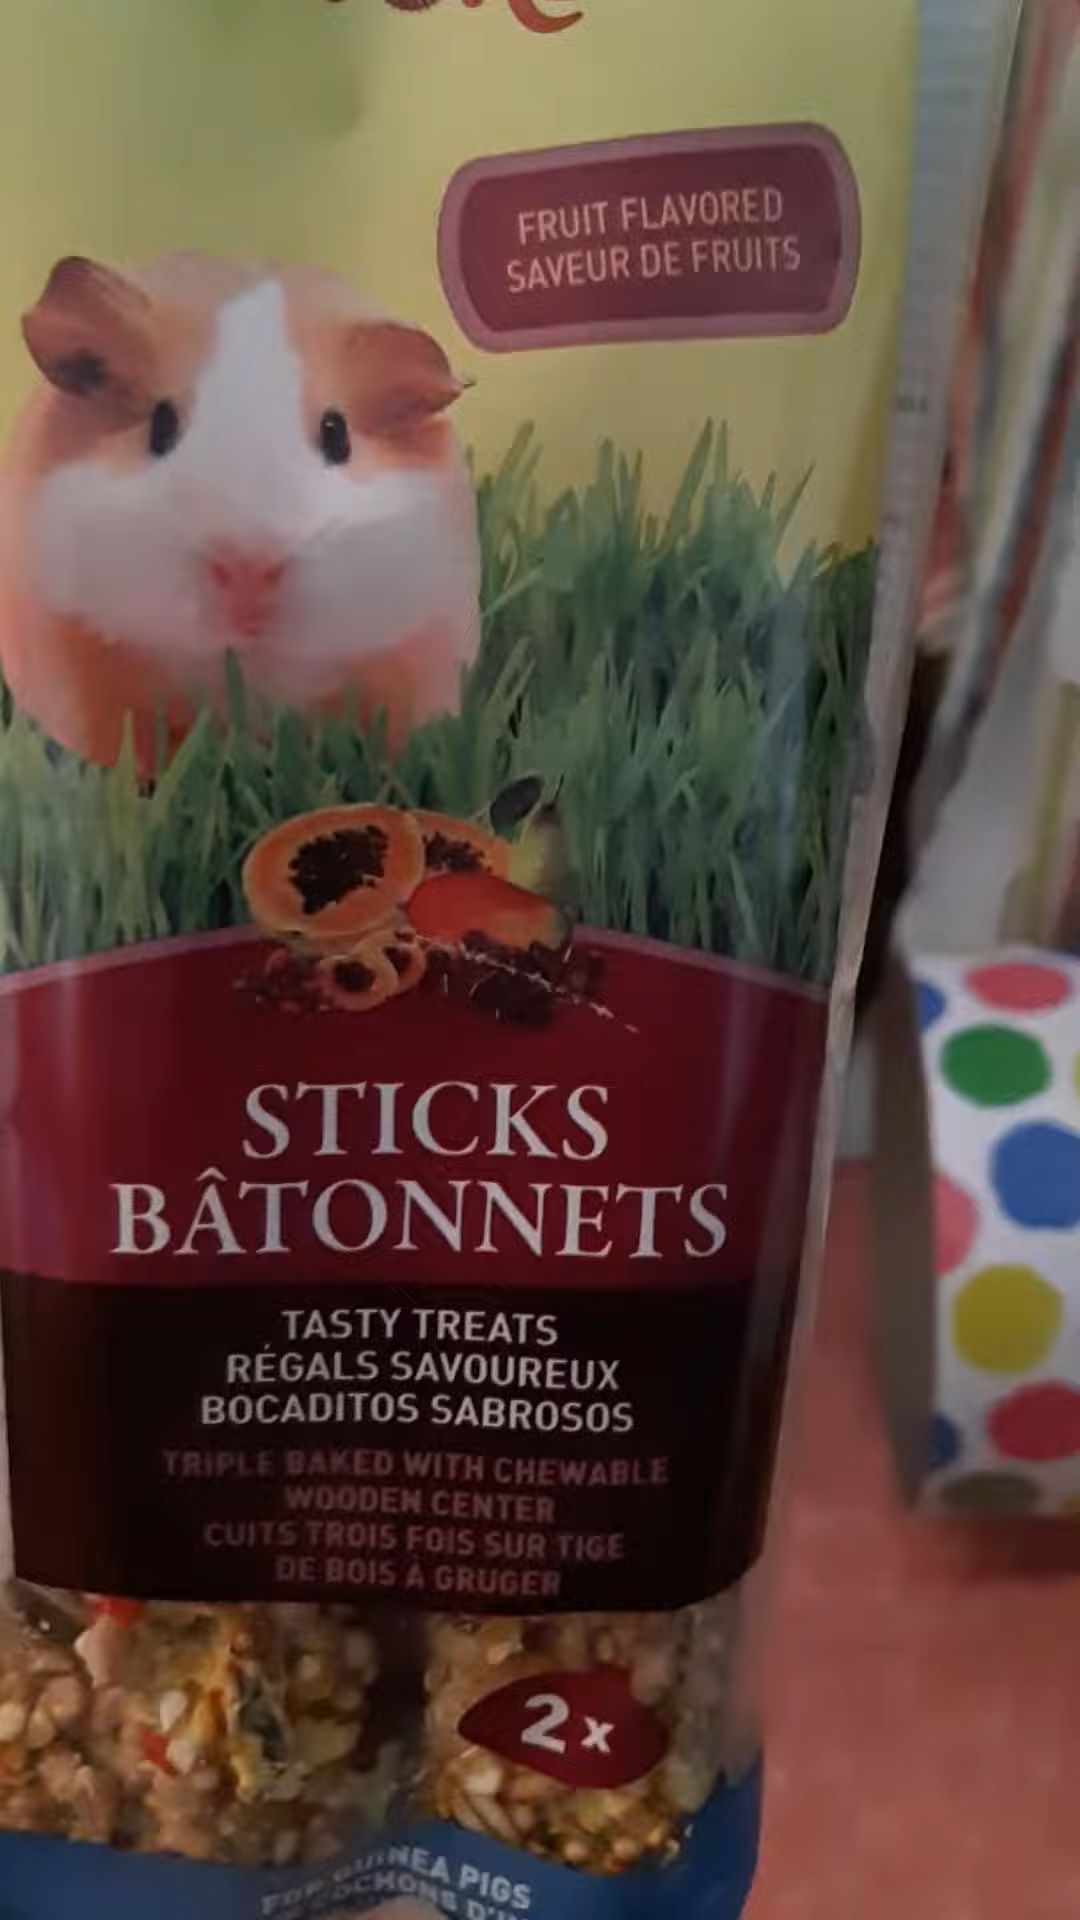 FRUIT FLAVORED
SAVEUR DE FRUITS
STICKS
BÂTONNETS
TASTY TREATS
RÉGALS SAVOUREUX
BOCADITOS SABROSOS
TRIPLE BAKED WITH CHEWABLE
WOODEN CENTER
CUITS TROIS FOIS SUR TIGE
DE BOIS À GRUGER
2x
FOR GUINEA PIGS